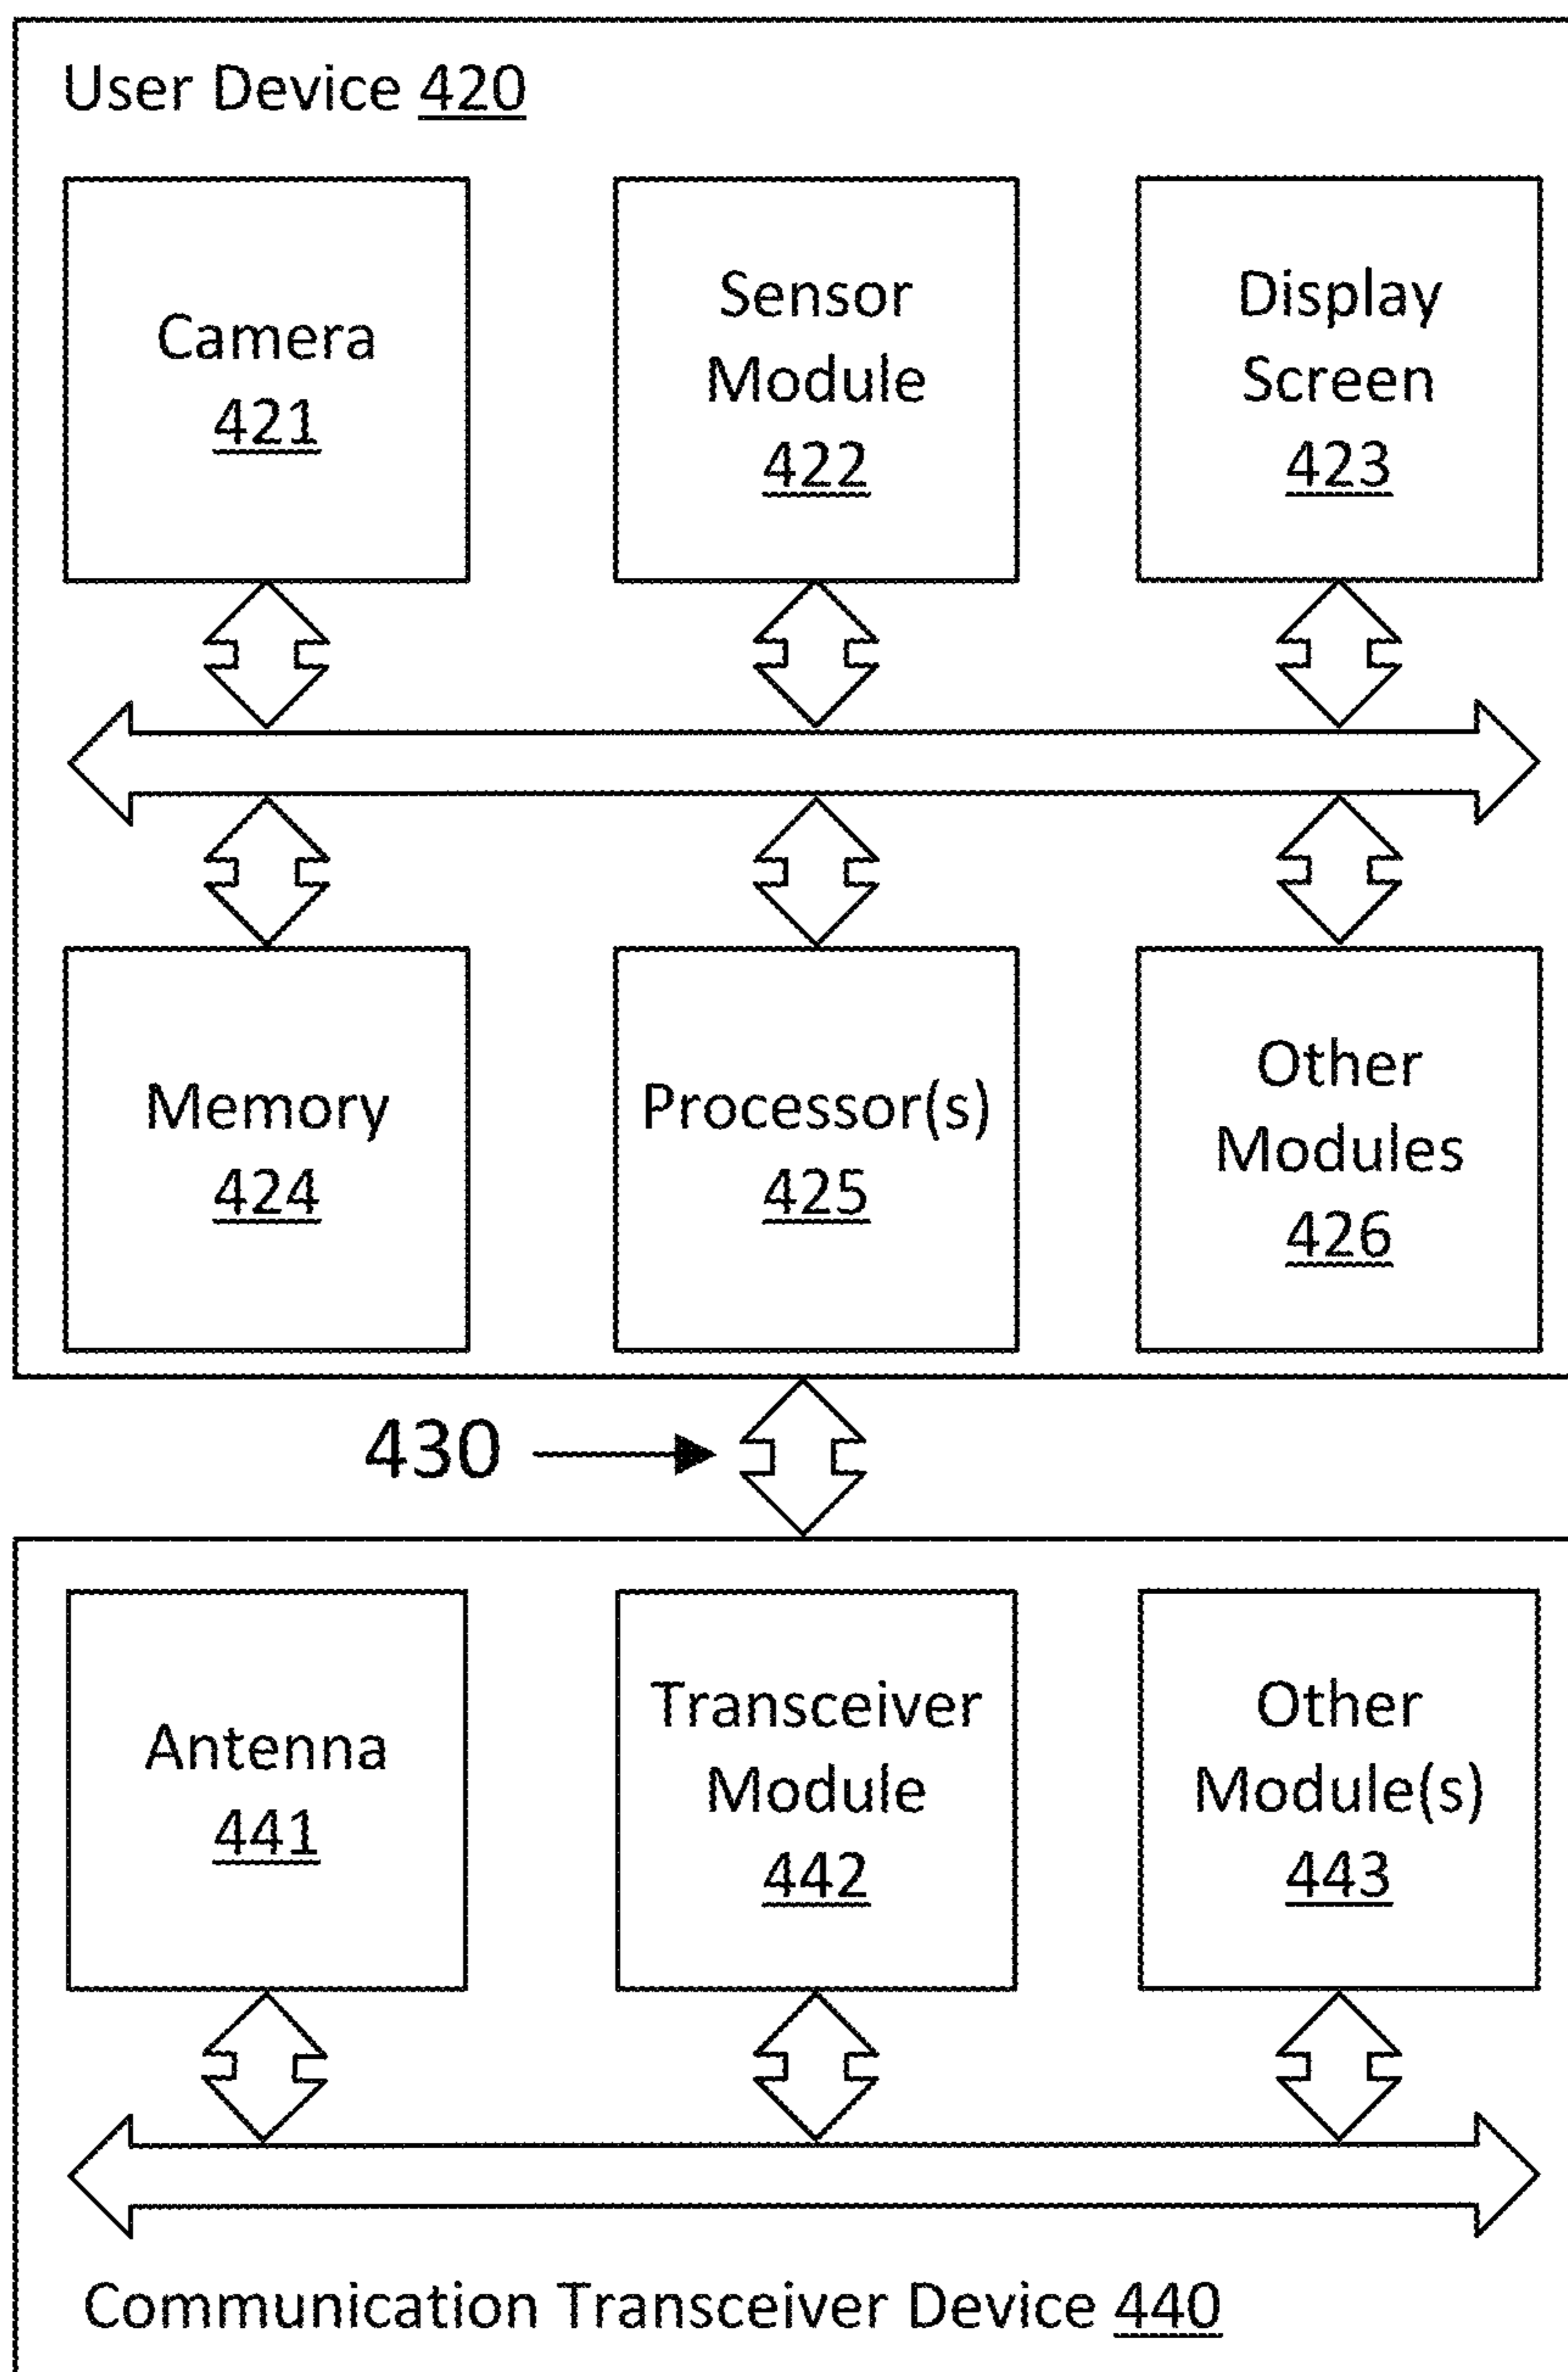 User Device 420
Camera
421
Sensor
Module
422
Display
Screen
423
Memory
424
Processor(s)
425
Other
Modules
426
430
Antenna
441
Transceiver
Module
442
Other
Module(s)
443
Communication Transceiver Device 440